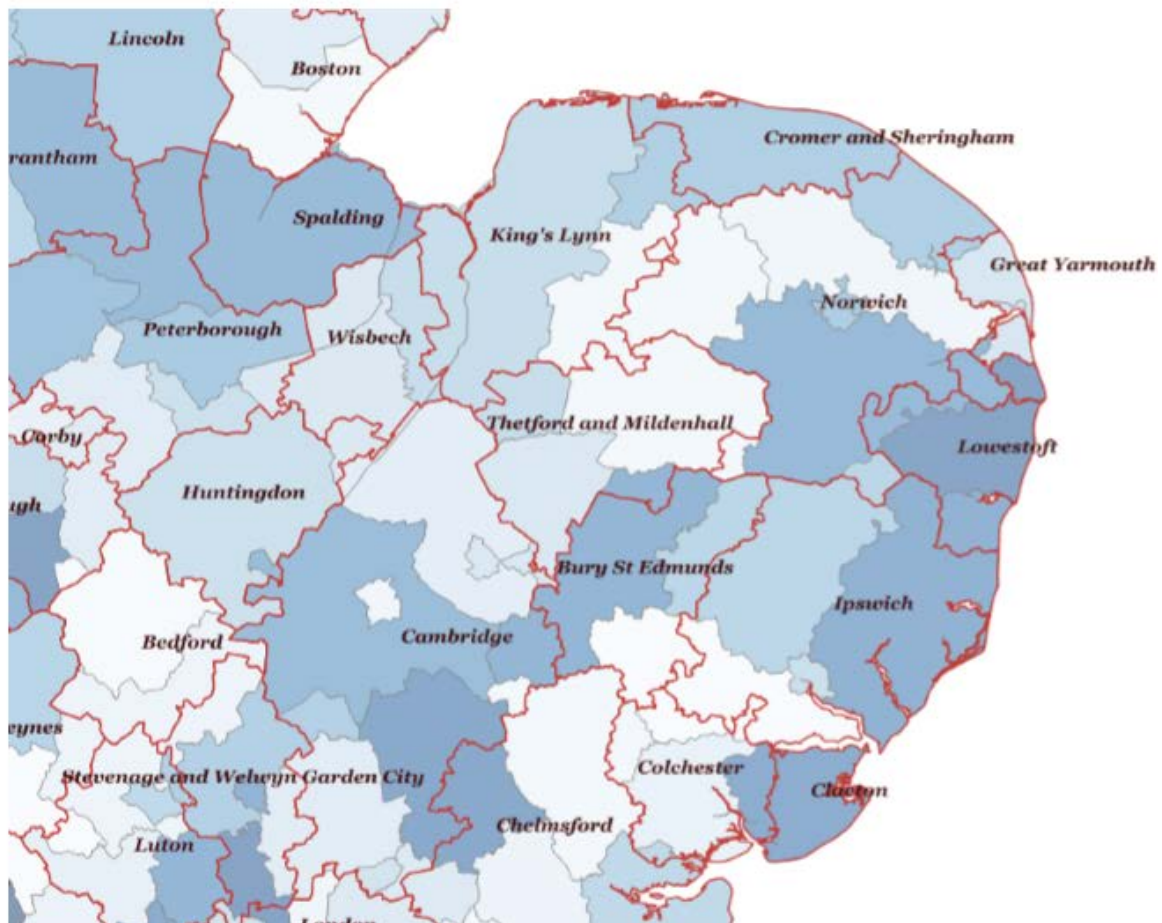 Lincoln
Boston
Cromer and Sheringham
rantham
Spalding
King's Lynn
Great Yarmouth
Norwich
Peterborough
Wisbech
Thetford and Mildenhall
Corby
Lowestoft
Huntingdon
ugh
Bury St Edmunds
Ipswich
Cambridge
Bedford
eynes
Colchester
Stevenage and Welwyn Garden City
Clacton
Chelmsford
Luton
London